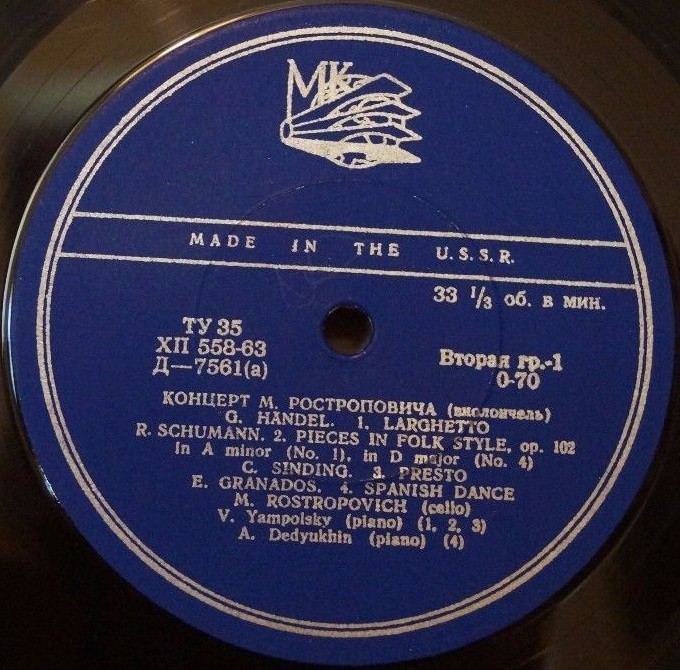 МК
MADE IN THE U.S.S.R.
33 1/3 об. в мин.
ТУ 35
ХП 558-63
Д—7561(а)
Вторая гр.-1
0-70
КОНЦЕРТ М. РОСТРОПОВИЧА (виолончель)
G. HÄNDEL. 1. LARGHETTO
R. SCHUMANN. 2. PIECES IN FOLK STYLE, op. 102
in A minor (No. 1), in D major (No. 4)
C. SINDING. 3. PRESTO
E. GRANADOS. 4. SPANISH DANCE
M. ROSTROPOVICH (cello)
V. Yampolsky (piano) (1, 2, 3)
A. Dedyukhin (piano) (4)